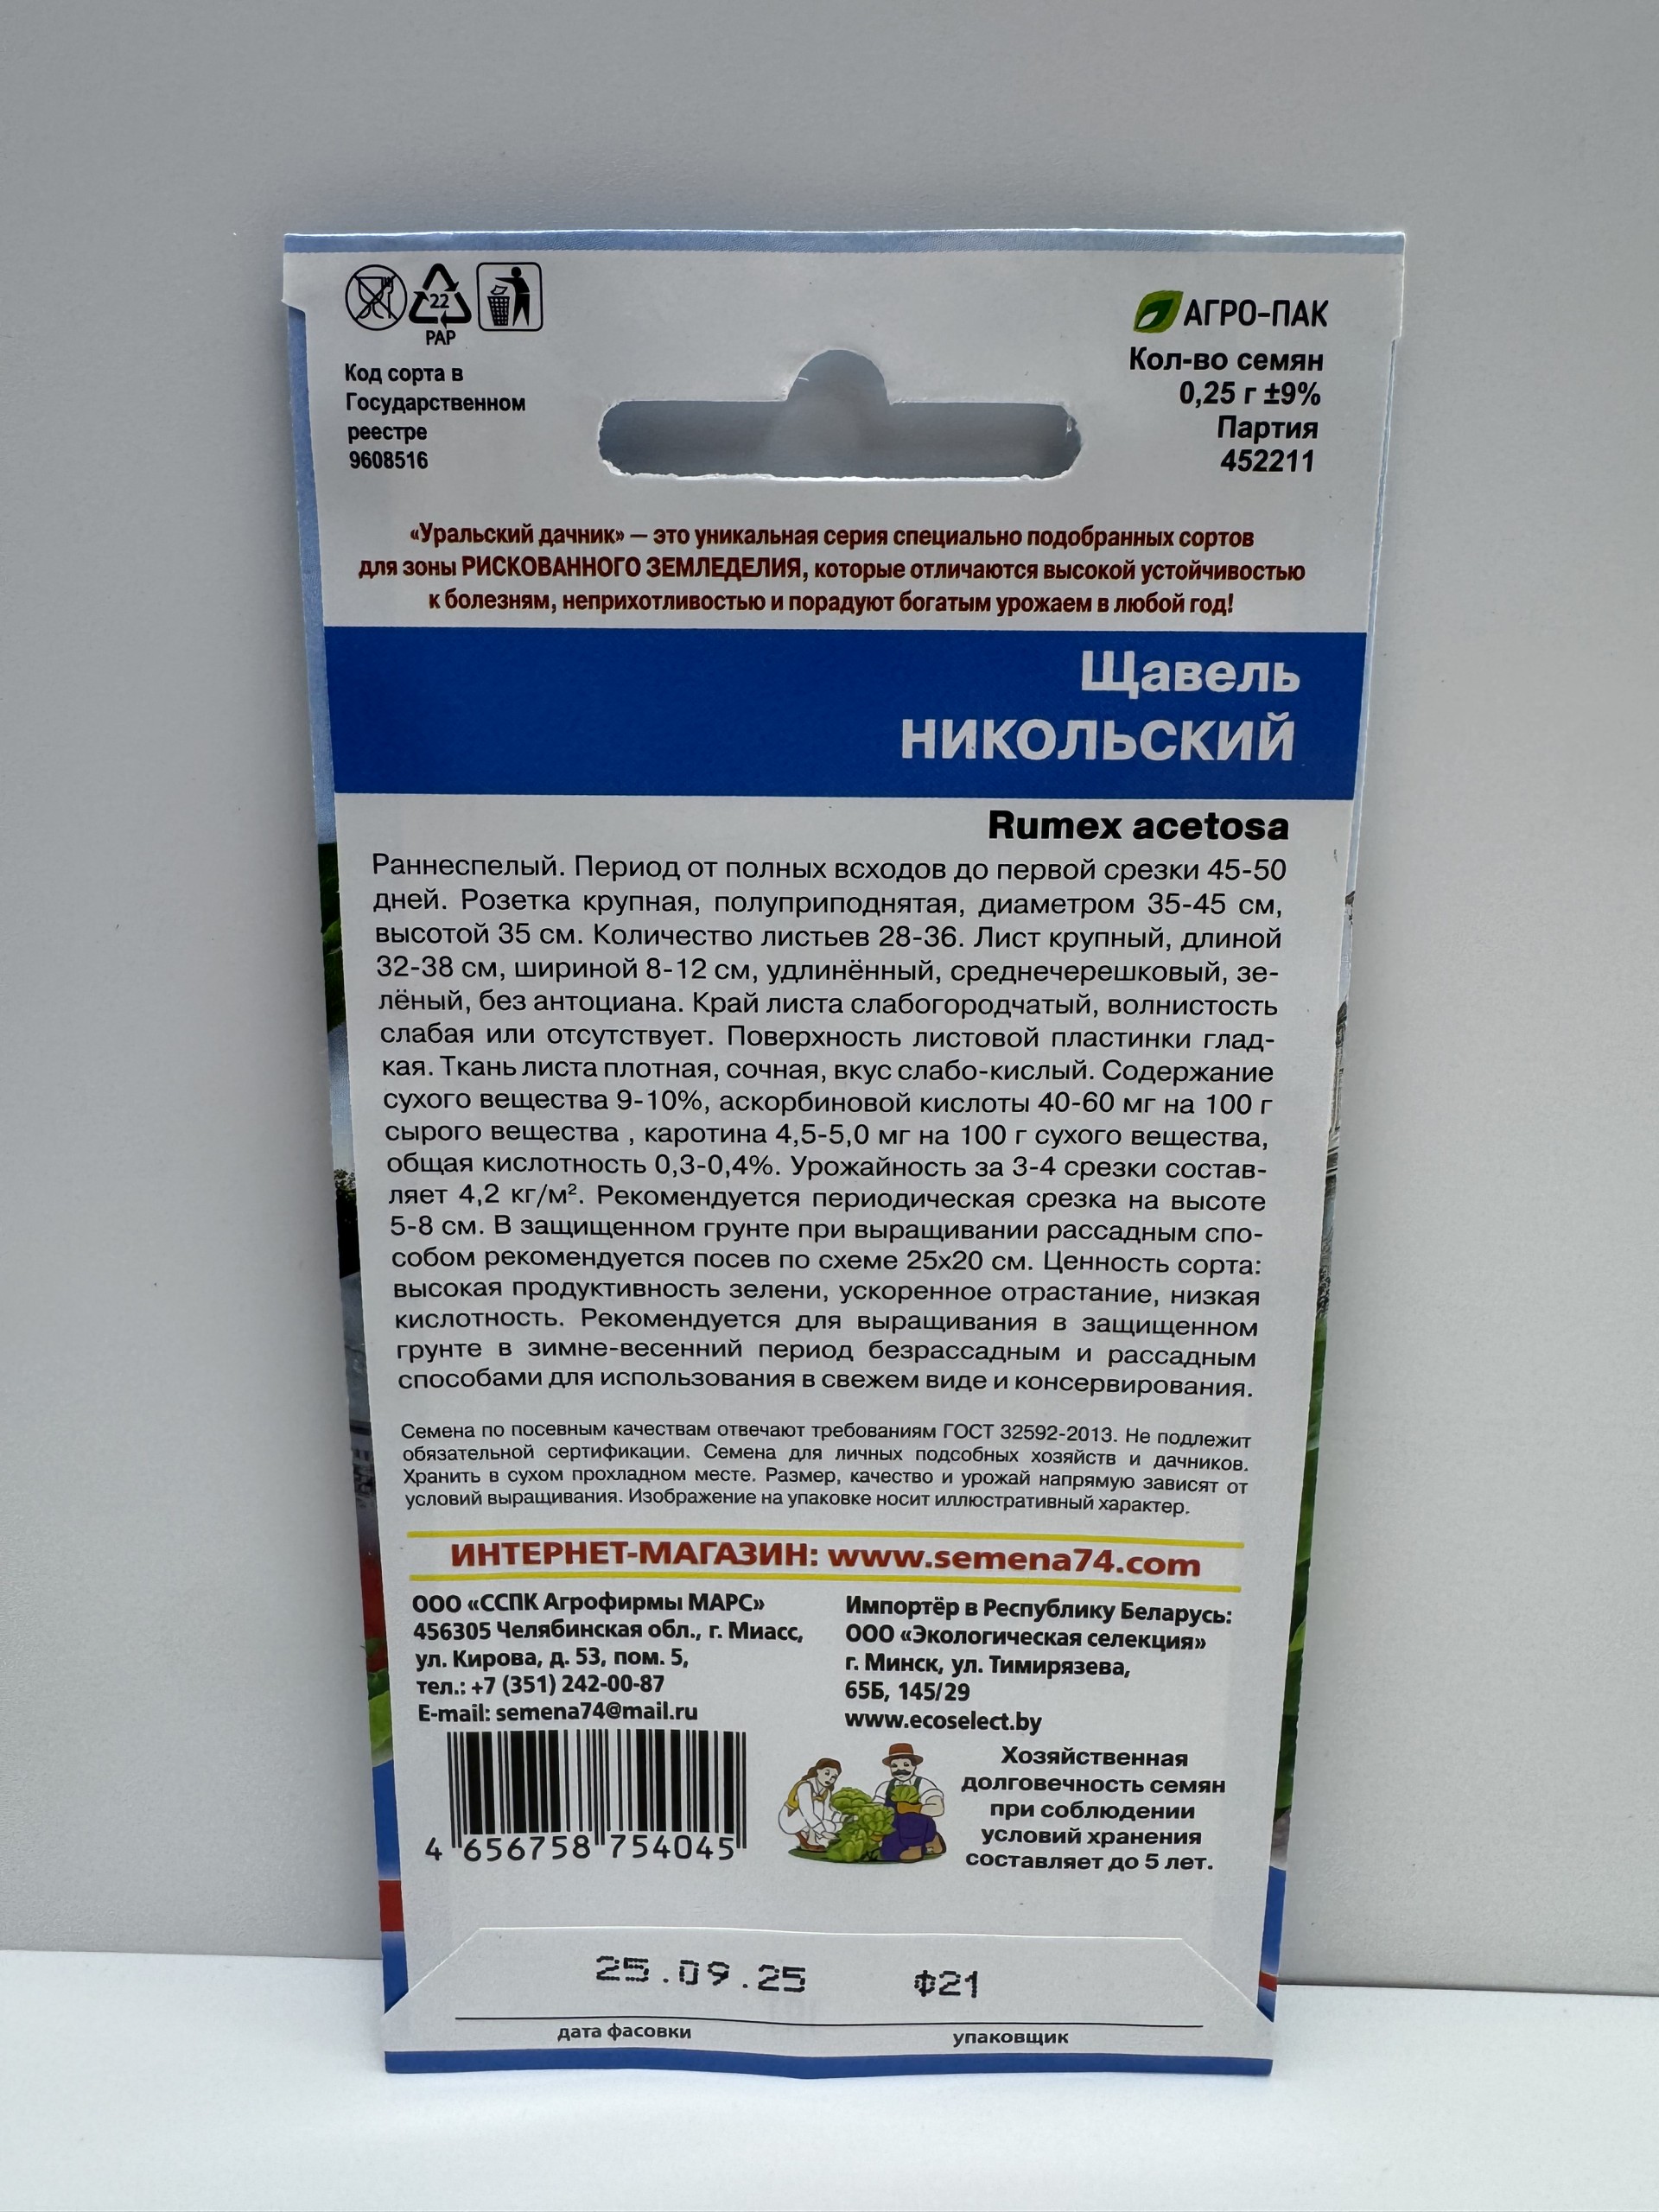 22
PAP
Код сорта в
Государственном
реестре
9608516
АГРО-ПАК
Кол-во семян
0,25 г ±9%
Партия
452211
«Уральский дачник» — это уникальная серия специально подобранных сортов
для зоны РИСКОВАННОГО ЗЕМЛЕДЕЛИЯ, которые отличаются высокой устойчивостью
к болезням, неприхотливостью и порадуют богатым урожаем в любой год!
Щавель
НИКОЛЬСКИЙ
Rumex acetosa
Раннеспелый. Период от полных всходов до первой срезки 45-50
дней. Розетка крупная, полуприподнятая, диаметром 35-45 см,
высотой 35 см. Количество листьев 28-36. Лист крупный, длиной
32-38 см, шириной 8-12 см, удлинённый, среднечерешковый, зе-
лёный, без антоциана. Край листа слабогородчатый, волнистость
слабая или отсутствует. Поверхность листовой пластинки глад-
кая. Ткань листа плотная, сочная, вкус слабо-кислый. Содержание
сухого вещества 9-10%, аскорбиновой кислоты 40-60 мг на 100 г
сырого вещества , каротина 4,5-5,0 мг на 100 г сухого вещества,
общая кислотность 0,3-0,4%. Урожайность за 3-4 срезки состав-
ляет 4,2 кг/м². Рекомендуется периодическая срезка на высоте
5-8 см. В защищенном грунте при выращивании рассадным спо-
собом рекомендуется посев по схеме 25х20 см. Ценность сорта:
высокая продуктивность зелени, ускоренное отрастание, низкая
кислотность. Рекомендуется для выращивания в защищенном
грунте в зимне-весенний период безрассадным и рассадным
способами для использования в свежем виде и консервирования.
Семена по посевным качествам отвечают требованиям ГОСТ 32592-2013. Не подлежит
обязательной сертификации. Семена для личных подсобных хозяйств и дачников.
Хранить в сухом прохладном месте. Размер, качество и урожай напрямую зависят от
условий выращивания. Изображение на упаковке носит иллюстративный характер.
ИНТЕРНЕТ-МАГАЗИН: www.semena74.com
ООО «ССПК Агрофирмы МАРС»
456305 Челябинская обл., г. Миасс,
ул. Кирова, д. 53, пом. 5,
тел.: +7 (351) 242-00-87
E-mail: semena74@mail.ru
Импортёр в Республику Беларусь:
ООО «Экологическая селекция»
г. Минск, ул. Тимирязева,
65Б, 145/29
www.ecoselect.by
4 656758 754045
Хозяйственная
долговечность семян
при соблюдении
условий хранения
составляет до 5 лет.
25.09.25 Ф21
дата фасовки упаковщик